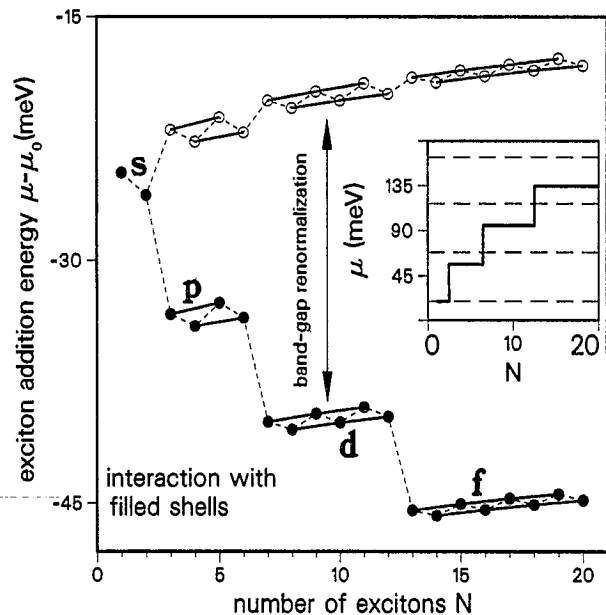 -15
-30
-45
exciton addition energy μ-μ₀(meV)
s
p
d
f
band-gap renormalization
interaction with
filled shells
0
5
10
15
20
number of excitons N
135
90
45
μ (meV)
0
10
20
N